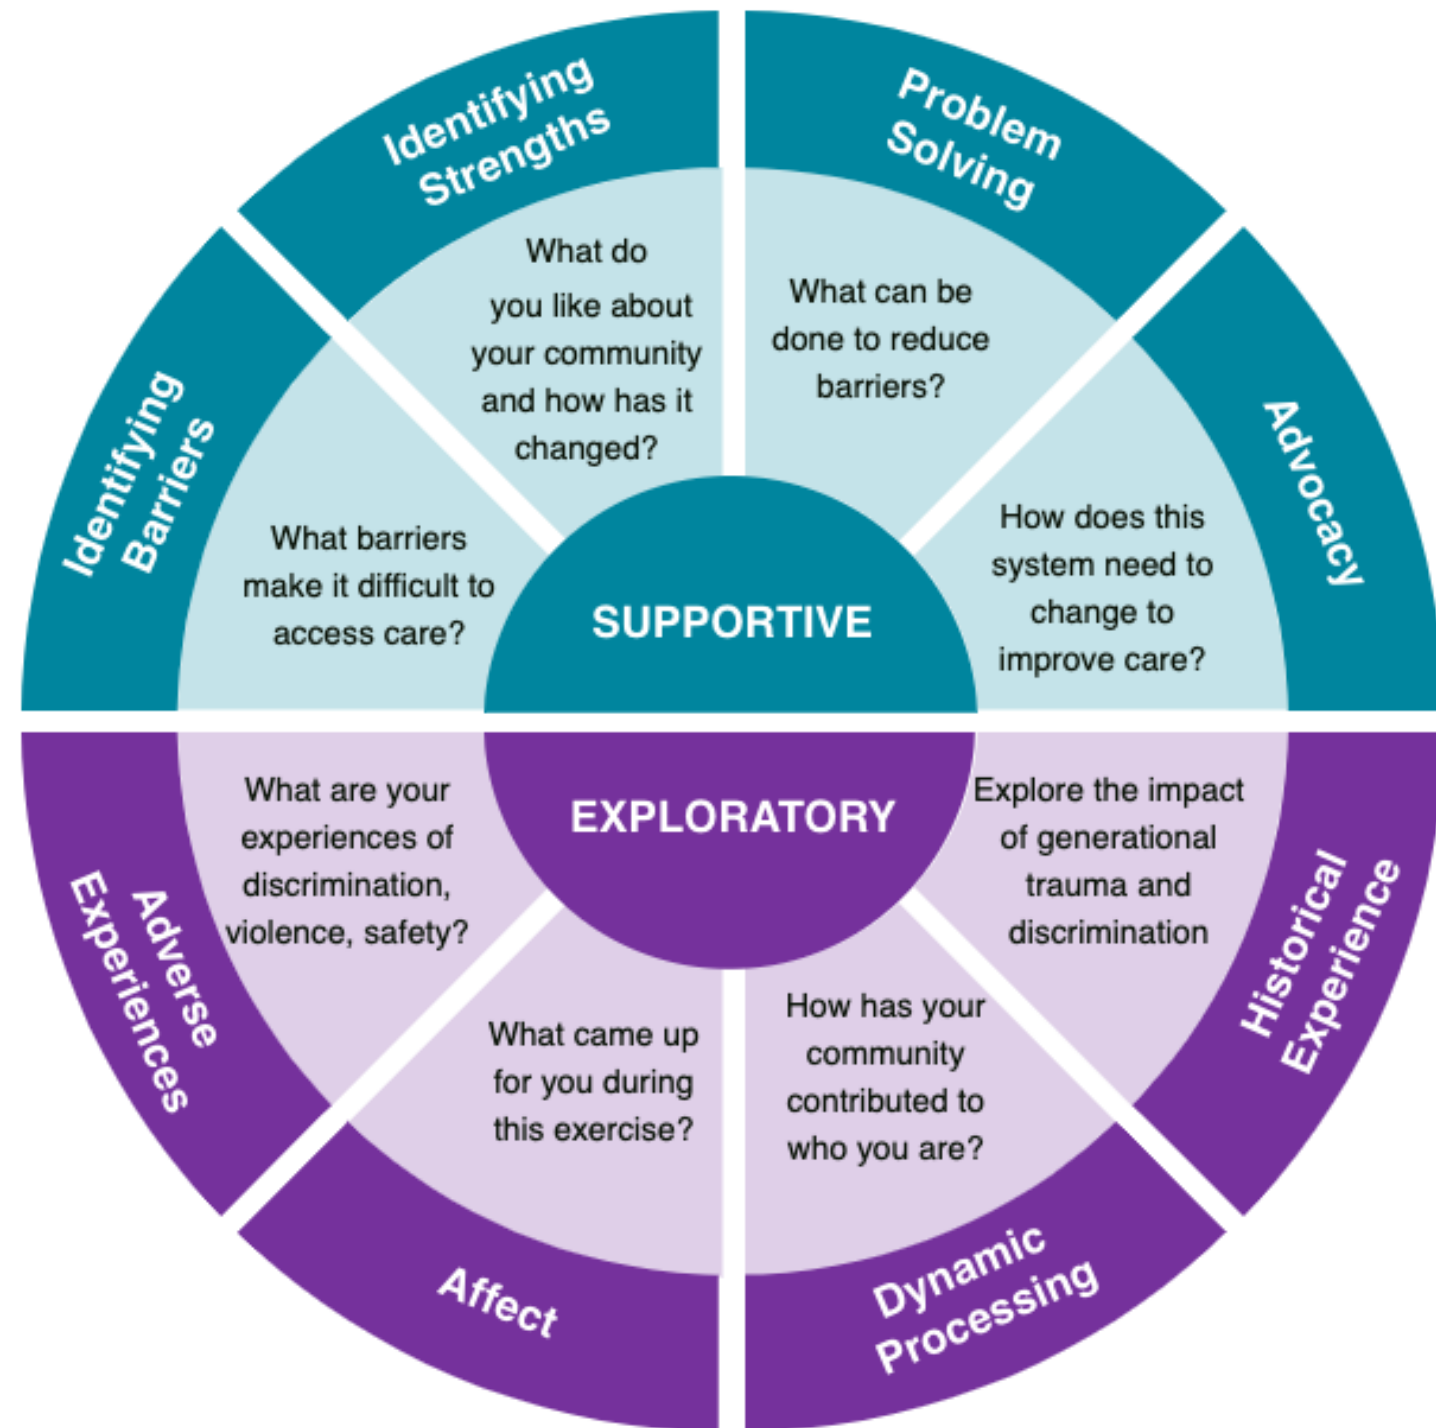 Identifying
Strengths
What do
you like about
your community
and how has it
changed?
Problem
Solving
What can be
done to reduce
barriers?
Identifying
Barriers
What barriers
make it difficult to
access care?
Advocacy
How does this
system need to
change to
improve care?
SUPPORTIVE
EXPLORATORY
Adverse
Experiences
What are your
experiences of
discrimination,
violence, safety?
Historical
Experience
Explore the impact
of generational
trauma and
discrimination
Affect
What came up
for you during
this exercise?
Dynamic
Processing
How has your
community
contributed to
who you are?